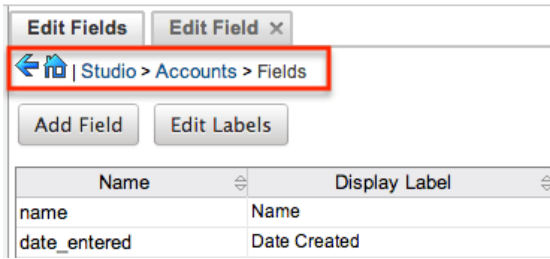 Edit Fields Edit Field ×
| Studio > Accounts > Fields
Add Field Edit Labels
Name Display Label
name Name
date_entered Date Created